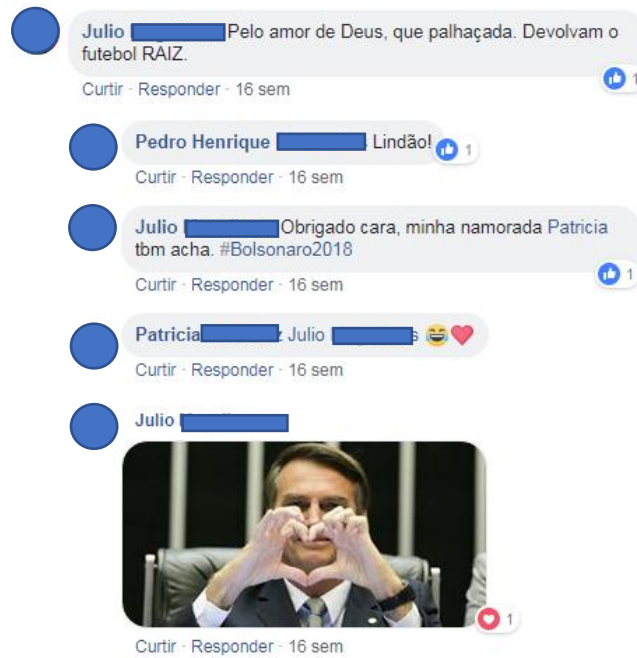 Julio Pelo amor de Deus, que palhaçada. Devolvam o
futebol RAIZ.
1
Curtir · Responder · 16 sem
Pedro Henrique Lindão! 1
Curtir · Responder · 16 sem
Julio Obrigado cara, minha namorada Patricia
tbm acha. #Bolsonaro2018
1
Curtir · Responder · 16 sem
Patricia Julio 😂❤
Curtir · Responder · 16 sem
Julio
1
Curtir · Responder · 16 sem